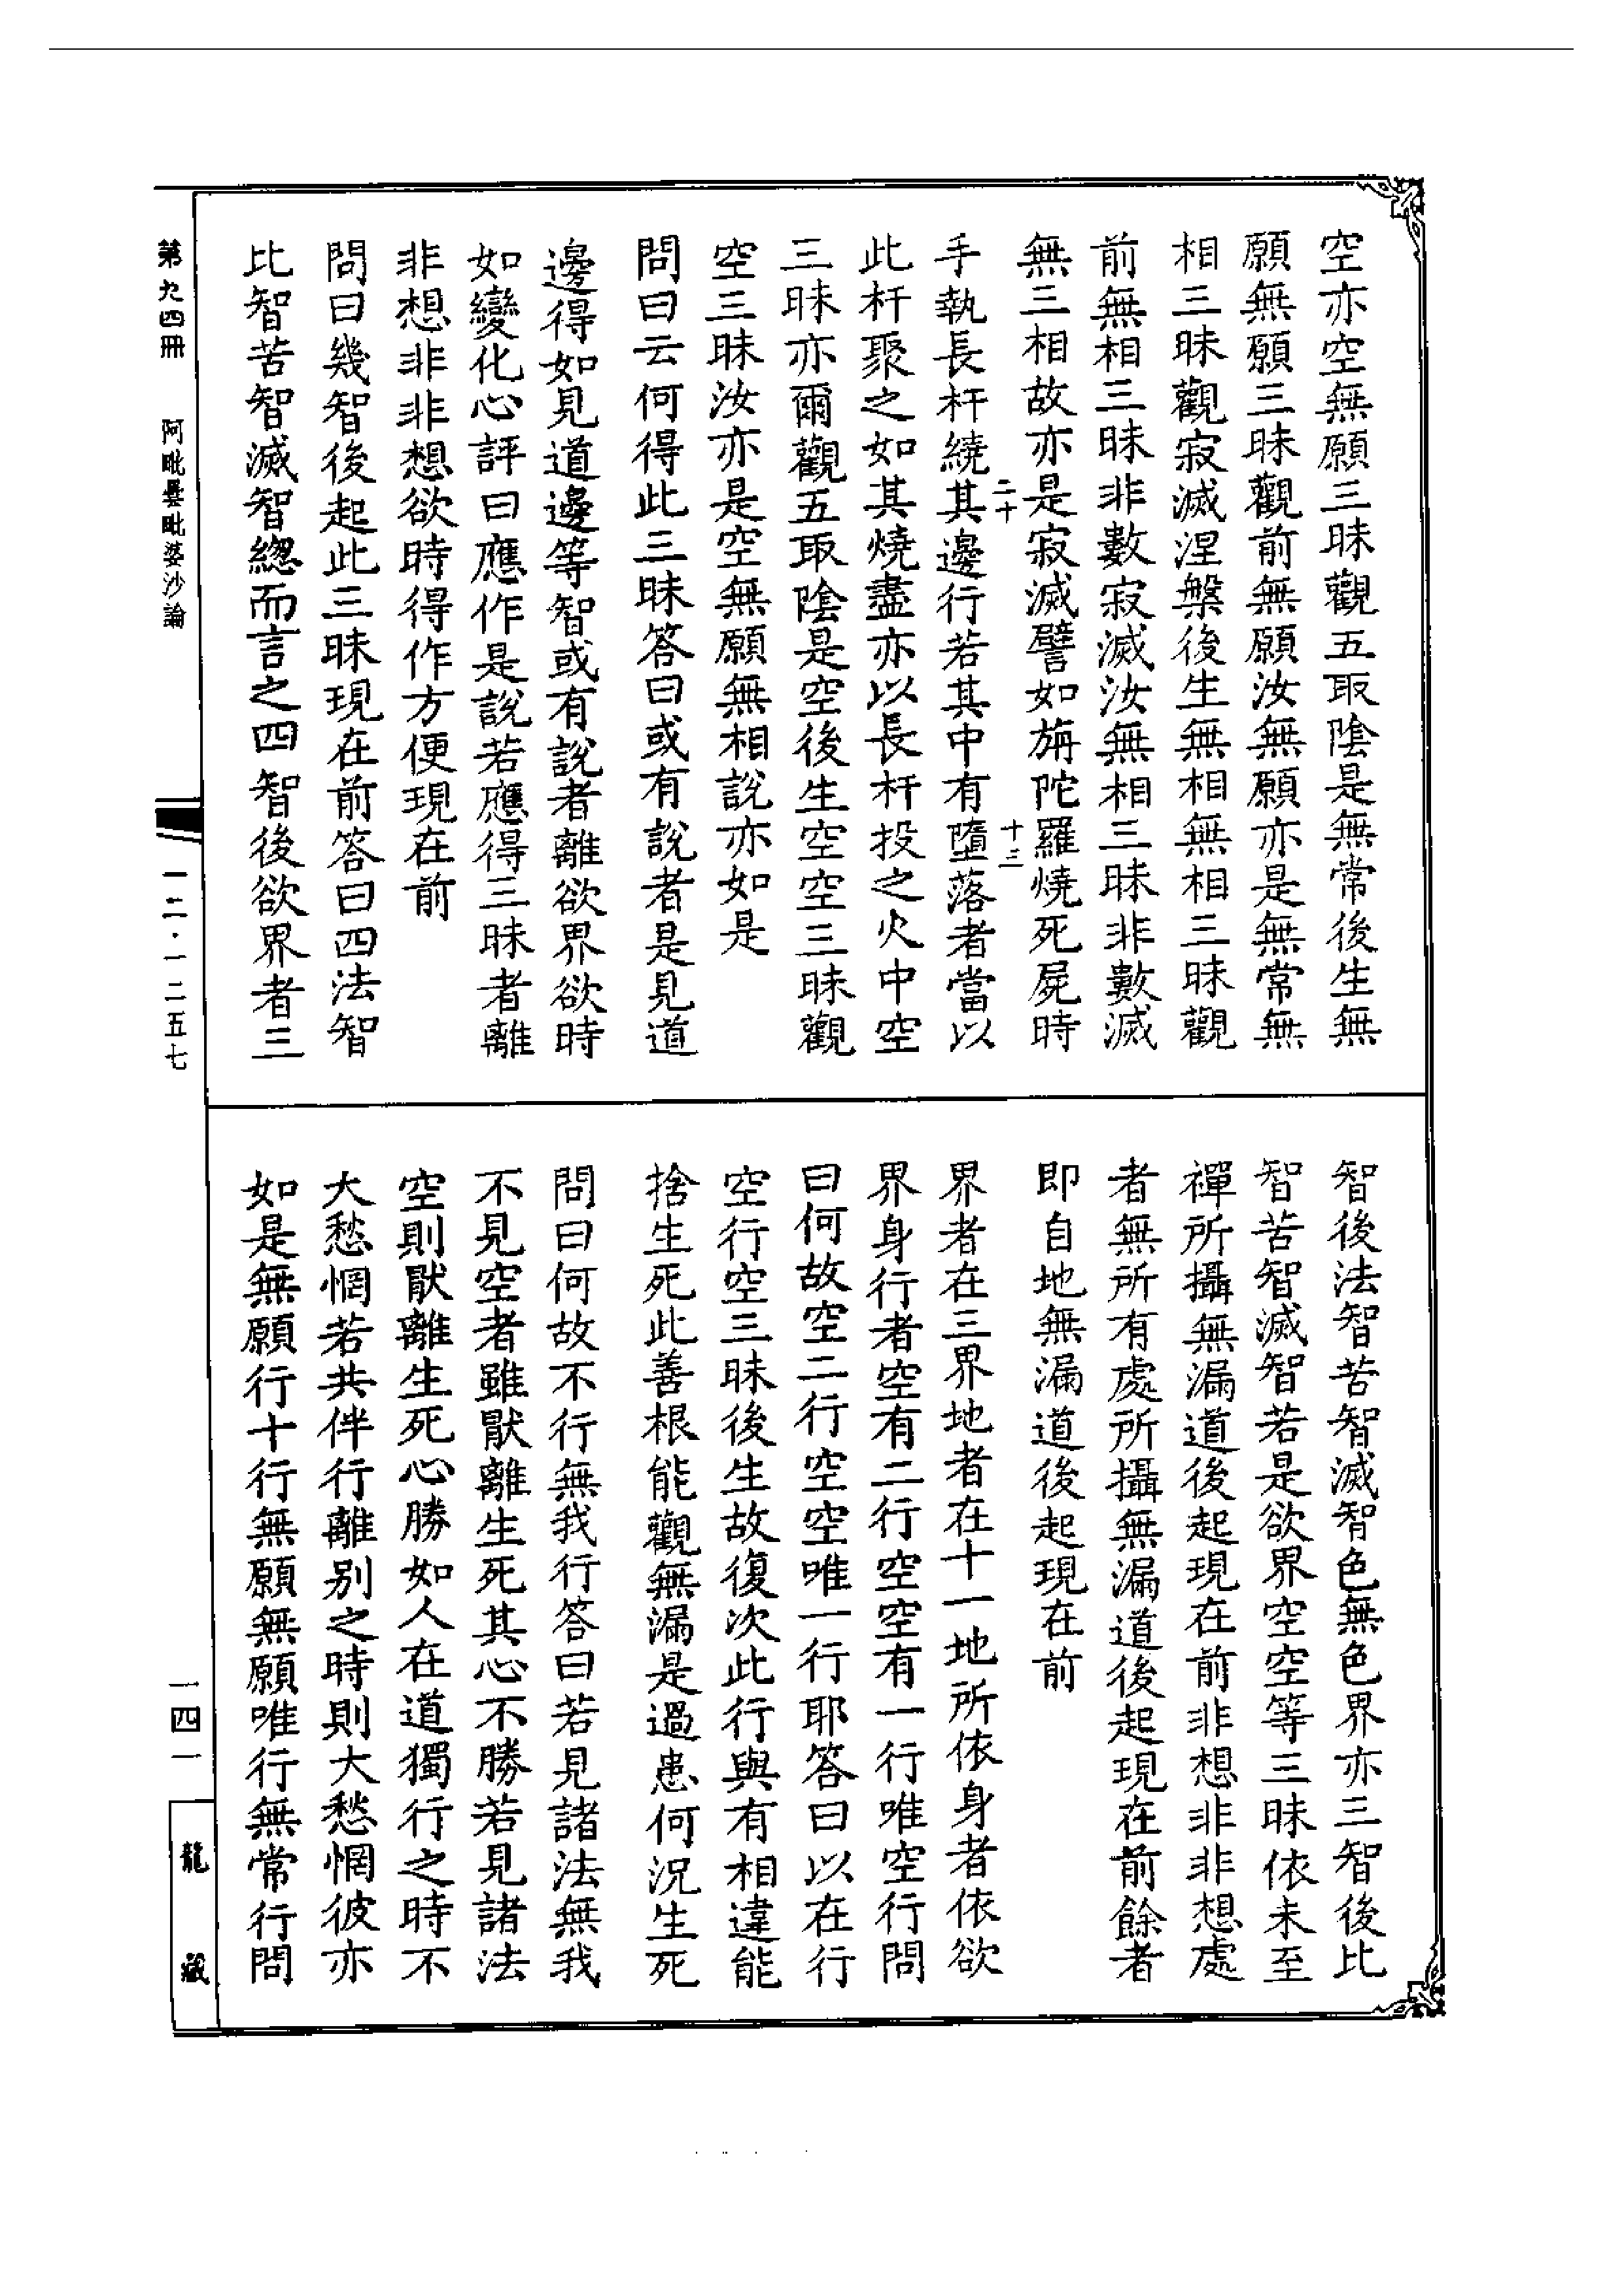 空亦空空無願三昧觀五取陰是無常後生無
願無願三昧觀前無願汝無願亦是無常無
相三昧觀寂滅涅槃後生無相無相三昧觀
前無相三昧非數寂滅汝無相三昧非數滅
無三相故亦是寂滅譬如旃陀羅燒死屍時
二十
十三
手執長杆繞其邊行若其中有墮落者當以
此杆聚之如其燒盡亦以長杆投之火中空
三昧亦爾觀五取陰是空後生空空三昧觀
空三昧汝亦是空無願無相說亦如是
問曰云何得此三昧答曰或有說者是見道
邊得如見道邊等智或有說者離欲界欲時
如變化心評曰應作是說若應得三昧者離
非想非非想欲時得作方便現在前
問曰幾智後起此三昧現在前答曰四法智
比智苦智滅智緫而言之四智後欲界者三
智後法智苦智滅智色無色界亦三智後比
智苦智滅智若是欲界空空等三昧依未至
禪所攝無漏道後起現在前非想非非想處
者無所有處所攝無漏道後起現在前餘者
即自地無漏道後起現在前
界者在三界地者在十一地所依身者依欲
界身行者空有二行空空有一行唯空行問
曰何故空二行空空唯一行耶答曰以在行
空行空三昧後生故復次此行與有相違能
捨生死此善根能觀無漏是過患何況生死
問曰何故不行無我行答曰若見諸法無我
不見空者雖猒離生死其心不勝若見諸法
空則猒離生死心勝如人在道獨行之時不
大愁惘若共伴行離別之時則大愁惘彼亦
如是無願行十行無願無願唯行無常行問
第九四冊 阿毗曇毗婆沙論
一二·一二五七
一四一
龍藏